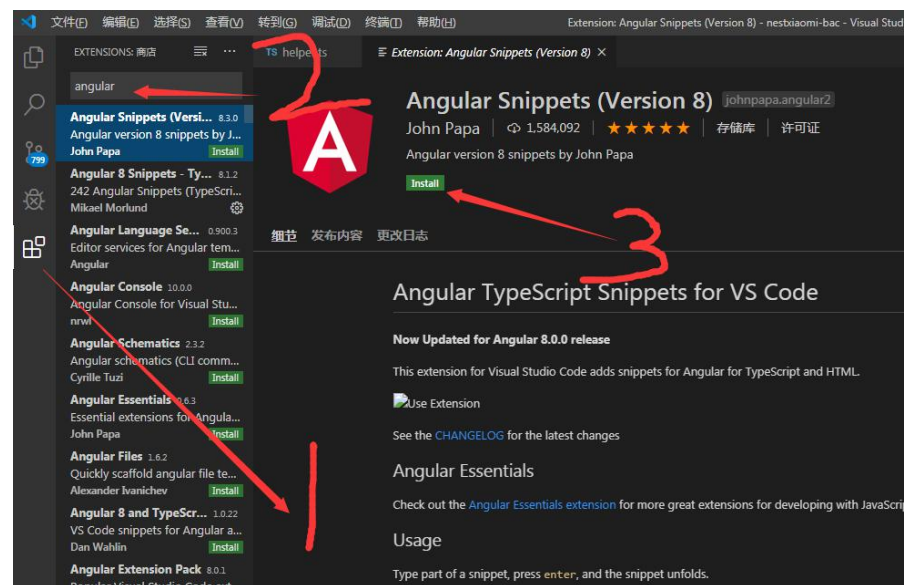 文件(F) 编辑(E) 选择(S) 查看(V) 转到(G) 调试(D) 终端(T) 帮助(H) Extension: Angular Snippets (Version 8) - nestxiaomi-bac - Visual Stud
EXTENSIONS: 商店
TS helpe ts
Extension: Angular Snippets (Version 8)
2
angular
Angular Snippets (Versi... 8.3.0
Angular version 8 snippets by J...
John Papa Install
Angular 8 Snippets - Ty... 8.1.2
242 Angular Snippets (TypeScri...
Mikael Morlund
Angular Language Se... 0.900.3
Editor services for Angular tem...
Angular Install
Angular Console 10.0.0
Angular Console for Visual Stu...
nrwl Install
Angular Schematics 2.3.2
Angular schematics (CLI comm...
Cyrille Tuzi Install
Angular Essentials 0.6.3
Essential extensions for Angula...
John Papa Install
Angular Files 1.6.2
Quickly scaffold angular file te...
Alexander Ivanichev Install
Angular 8 and TypeScr... 1.0.22
VS Code snippets for Angular a...
Dan Wahlin Install
Angular Extension Pack 8.0.1
799
1
A
Angular Snippets (Version 8) johnpapa.angular2
John Papa 1,584,092 ★★★★★ 存储库 许可证
Angular version 8 snippets by John Papa
Install
3
细节 发布内容 更改日志
Angular TypeScript Snippets for VS Code
Now Updated for Angular 8.0.0 release
This extension for Visual Studio Code adds snippets for Angular for TypeScript and HTML.
Use Extension
See the CHANGELOG for the latest changes
Angular Essentials
Check out the Angular Essentials extension for more great extensions for developing with JavaScri
Usage
Type part of a snippet, press enter, and the snippet unfolds.